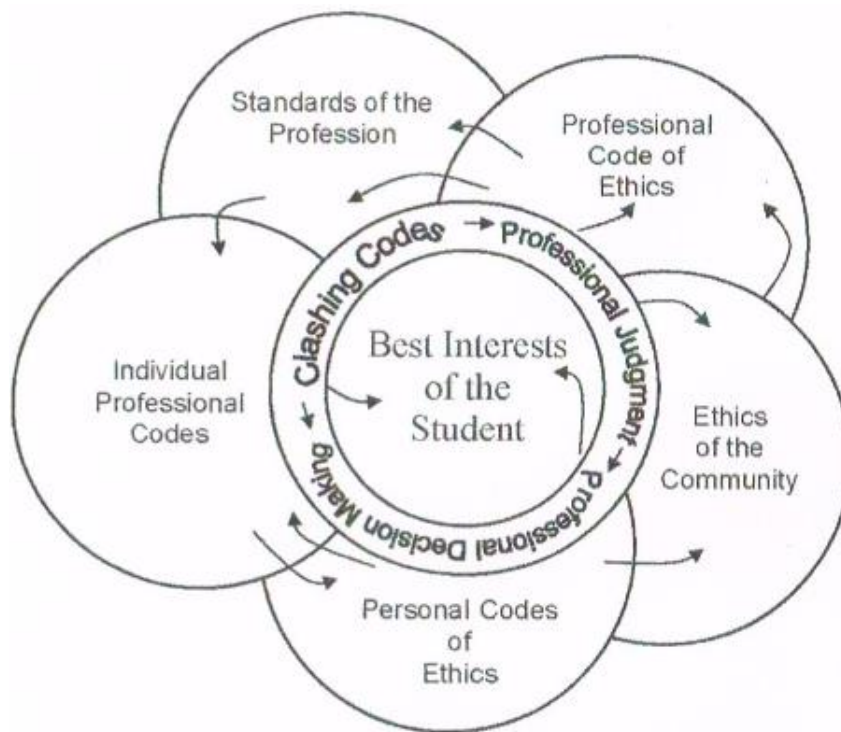 Standards of the
Profession
Professional
Code of
Ethics
Clashing Codes
Professional Judgment
Professional Decision Making
Best Interests
of the
Student
Individual
Professional
Codes
Ethics
of the
Community
Personal Codes
of
Ethics